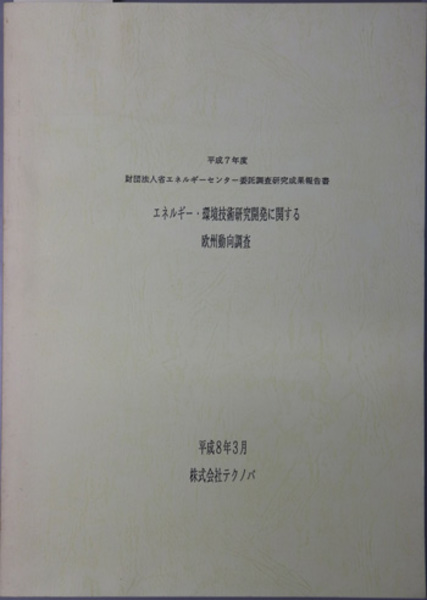 平成７年度
財団法人省エネルギーセンター委託調査研究成果報告書
エネルギー・環境技術研究開発に関する
欧州動向調査
平成８年３月
株式会社テクノバ